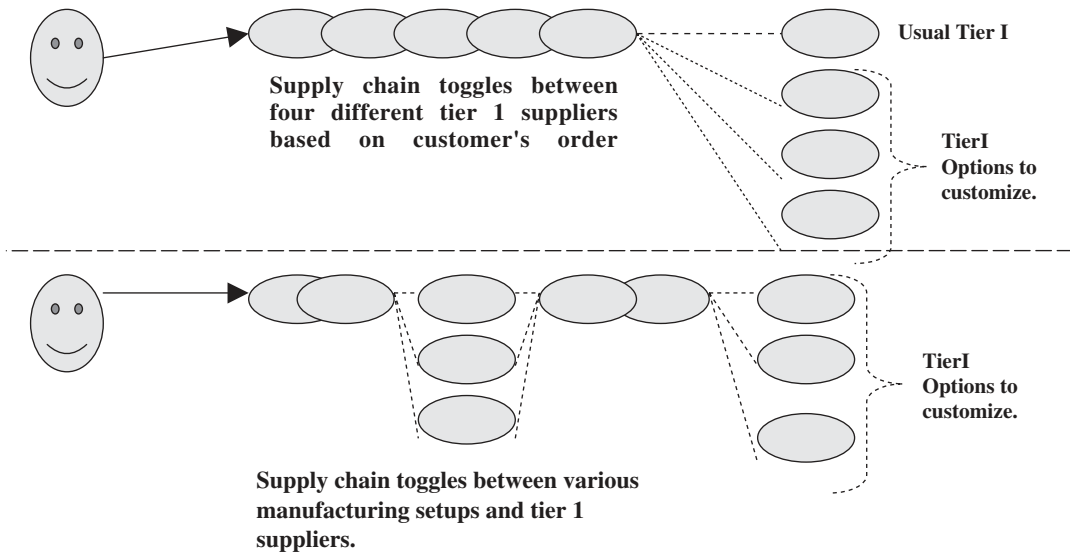 Usual Tier I
Supply chain toggles between
four different tier 1 suppliers
based on customer's order
TierI
Options to
customize.
TierI
Options to
customize.
Supply chain toggles between various
manufacturing setups and tier 1
suppliers.